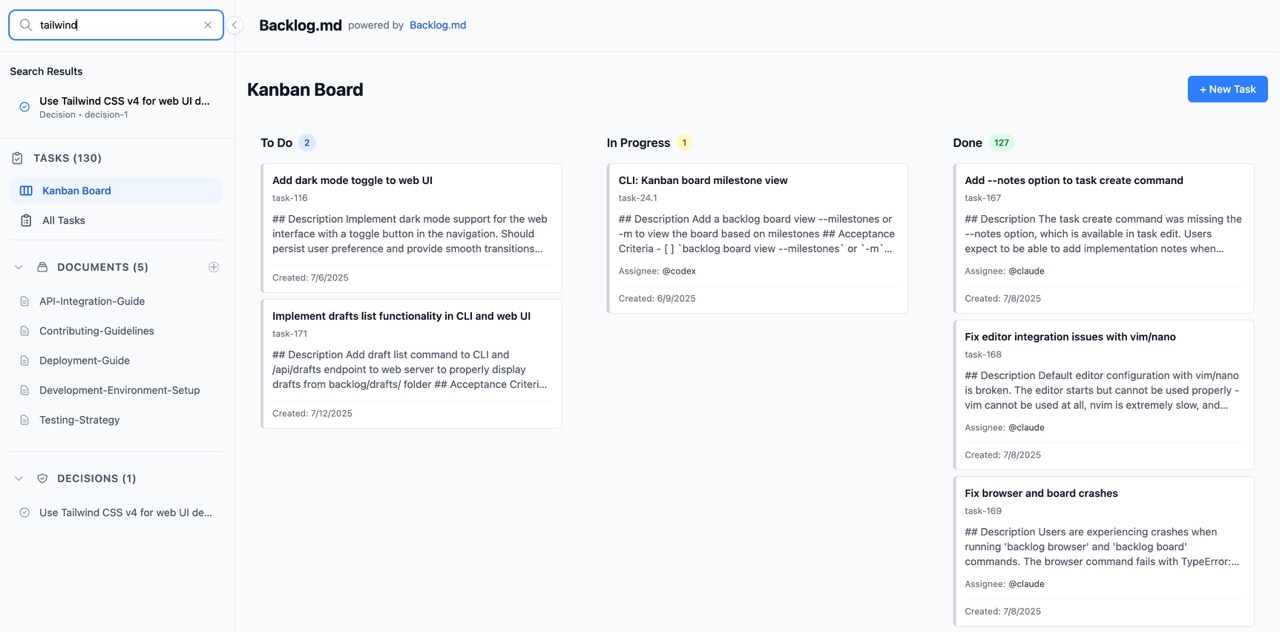 tailwind
Search Results
Use Tailwind CSS v4 for web UI d...
Decision • decision-1
TASKS (130)
Kanban Board
All Tasks
DOCUMENTS (5)
API-Integration-Guide
Contributing-Guidelines
Deployment-Guide
Development-Environment-Setup
Testing-Strategy
DECISIONS (1)
Use Tailwind CSS v4 for web UI de...
Backlog.md powered by Backlog.md
Kanban Board
+ New Task
To Do 2
Add dark mode toggle to web UI
task-116
## Description Implement dark mode support for the web
interface with a toggle button in the navigation. Should
persist user preference and provide smooth transitions...
Created: 7/6/2025
Implement drafts list functionality in CLI and web UI
task-171
## Description Add draft list command to CLI and
/api/drafts endpoint to web server to properly display
drafts from backlog/drafts/ folder ## Acceptance Criteri...
Created: 7/12/2025
In Progress 1
CLI: Kanban board milestone view
task-24.1
## Description Add a backlog board view --milestones or
-m to view the board based on milestones ## Acceptance
Criteria - [ ] `backlog board view --milestones` or `-m`...
Assignee: @codex
Created: 6/9/2025
Done 127
Add --notes option to task create command
task-167
## Description The task create command was missing the
--notes option, which is available in task edit. Users
expect to be able to add implementation notes when...
Assignee: @claude
Created: 7/8/2025
Fix editor integration issues with vim/nano
task-168
## Description Default editor configuration with vim/nano
is broken. The editor starts but cannot be used properly -
vim cannot be used at all, nvim is extremely slow, and...
Assignee: @claude
Created: 7/8/2025
Fix browser and board crashes
task-169
## Description Users are experiencing crashes when
running 'backlog browser' and 'backlog board'
commands. The browser command fails with TypeError:...
Assignee: @claude
Created: 7/8/2025